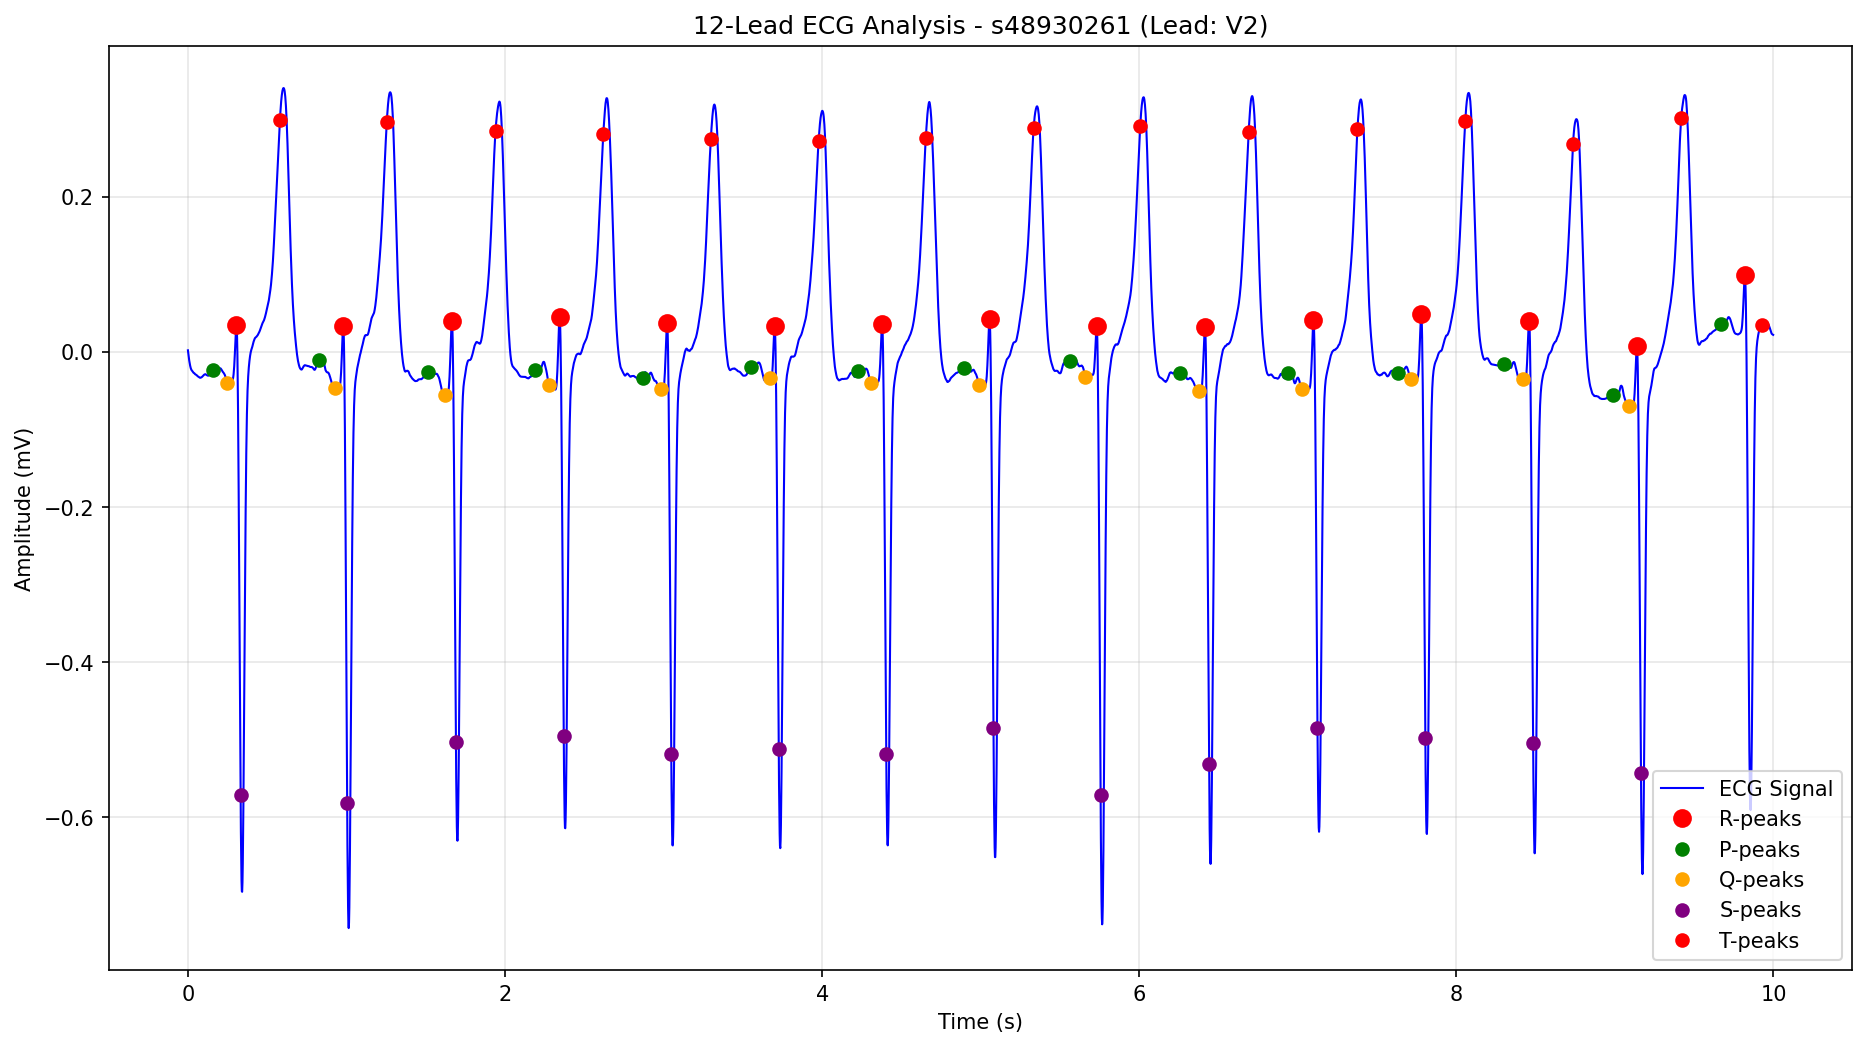 12-Lead ECG Analysis - s48930261 (Lead: V2)
Amplitude (mV)
0.2
0.0
−0.2
−0.4
−0.6
0
2
4
6
8
10
Time (s)
ECG Signal
R-peaks
P-peaks
Q-peaks
S-peaks
T-peaks